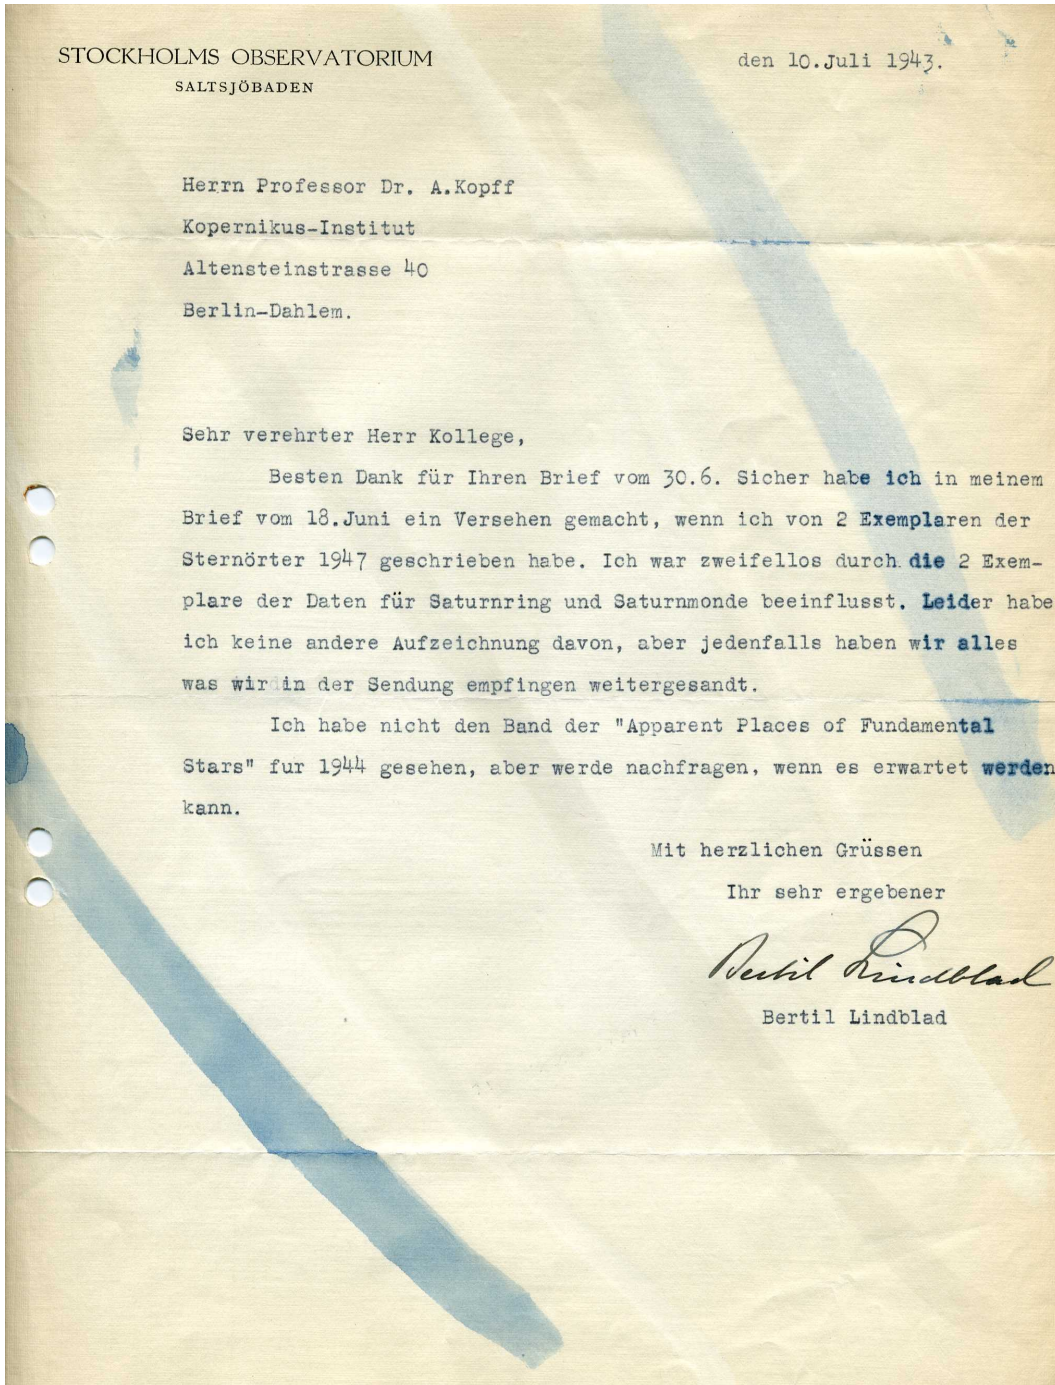 STOCKHOLMS OBSERVATORIUM
SALTSJÖBADEN
den 10.Juli 1943.
Herrn Professor Dr. A.Kopff
Kopernikus-Institut
Altensteinstrasse 40
Berlin-Dahlem.
Sehr verehrter Herr Kollege,
Besten Dank für Ihren Brief vom 30.6. Sicher habe ich in meinem
Brief vom 18.Juni ein Versehen gemacht, wenn ich von 2 Exemplaren der
Sternörter 1947 geschrieben habe. Ich war zweifellos durch die 2 Exem-
plare der Daten für Saturnring und Saturnmonde beeinflusst. Leider habe
ich keine andere Aufzeichnung davon, aber jedenfalls haben wir alles
was wir in der Sendung empfingen weitergesandt.
Ich habe nicht den Band der "Apparent Places of Fundamental
Stars" fur 1944 gesehen, aber werde nachfragen, wenn es erwartet werden
kann.
Mit herzlichen Grüssen
Ihr sehr ergebener
Bertil Lindblad
Bertil Lindblad